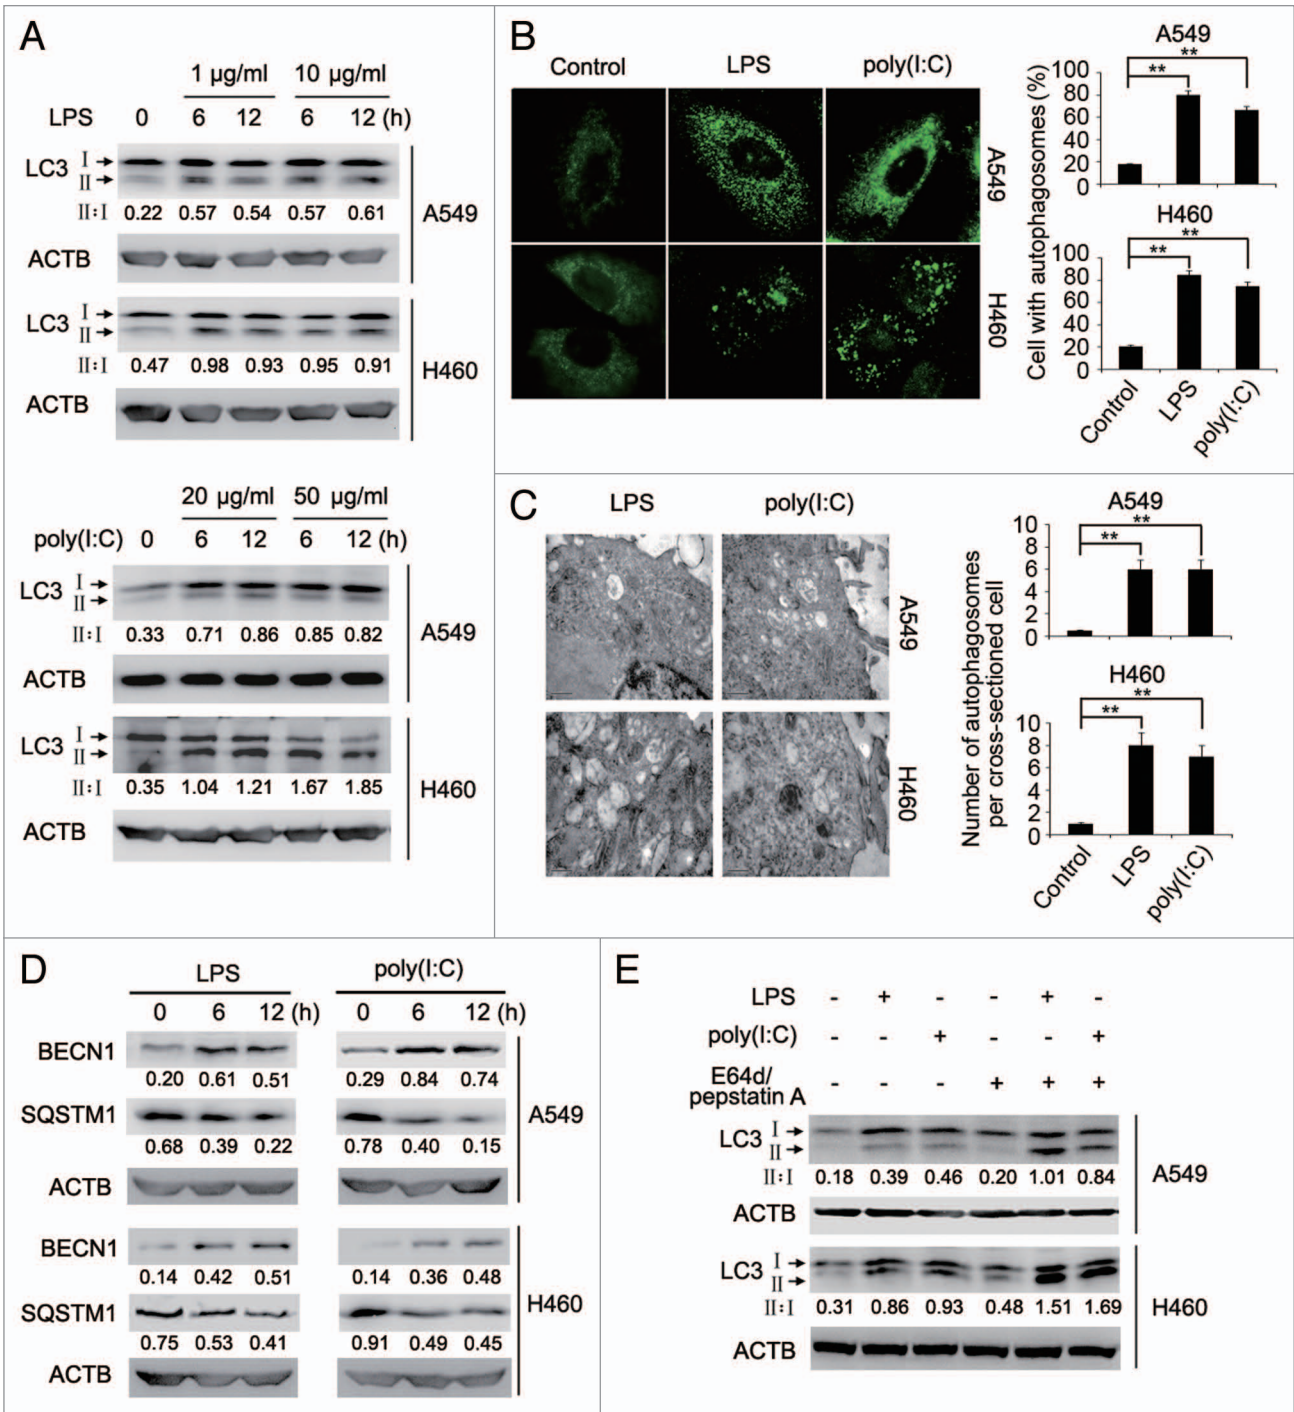 A
1 µg/ml 10 µg/ml
LPS 0 6 12 6 12 (h)
LC3 I
II
II:I 0.22 0.57 0.54 0.57 0.61
A549
ACTB
LC3 I
II
II:I 0.47 0.98 0.93 0.95 0.91
H460
ACTB
20 µg/ml 50 µg/ml
poly(I:C) 0 6 12 6 12 (h)
LC3 I
II
II:I 0.33 0.71 0.86 0.85 0.82
A549
ACTB
LC3 I
II
II:I 0.35 1.04 1.21 1.67 1.85
H460
ACTB
B
Control LPS poly(I:C)
A549
H460
Cell with autophagosomes (%)
A549
**
**
100
80
60
40
20
0
H460
**
**
100
80
60
40
20
0
Control LPS poly(I:C)
C
LPS poly(I:C)
A549
H460
Number of autophagosomes
per cross-sectioned cell
A549
**
**
10
8
6
4
2
0
H460
**
**
10
8
6
4
2
0
Control LPS poly(I:C)
D
LPS poly(I:C)
0 6 12 (h) 0 6 12 (h)
BECN1
0.20 0.61 0.51 0.29 0.84 0.74
SQSTM1
A549
0.68 0.39 0.22 0.78 0.40 0.15
ACTB
BECN1
0.14 0.42 0.51 0.14 0.36 0.48
SQSTM1
H460
0.75 0.53 0.41 0.91 0.49 0.45
ACTB
E
LPS - + - - + -
poly(I:C) - - + - - +
E64d/
pepstatin A - - - + + +
LC3 I
II
II:I 0.18 0.39 0.46 0.20 1.01 0.84
A549
ACTB
LC3 I
II
II:I 0.31 0.86 0.93 0.48 1.51 1.69
H460
ACTB